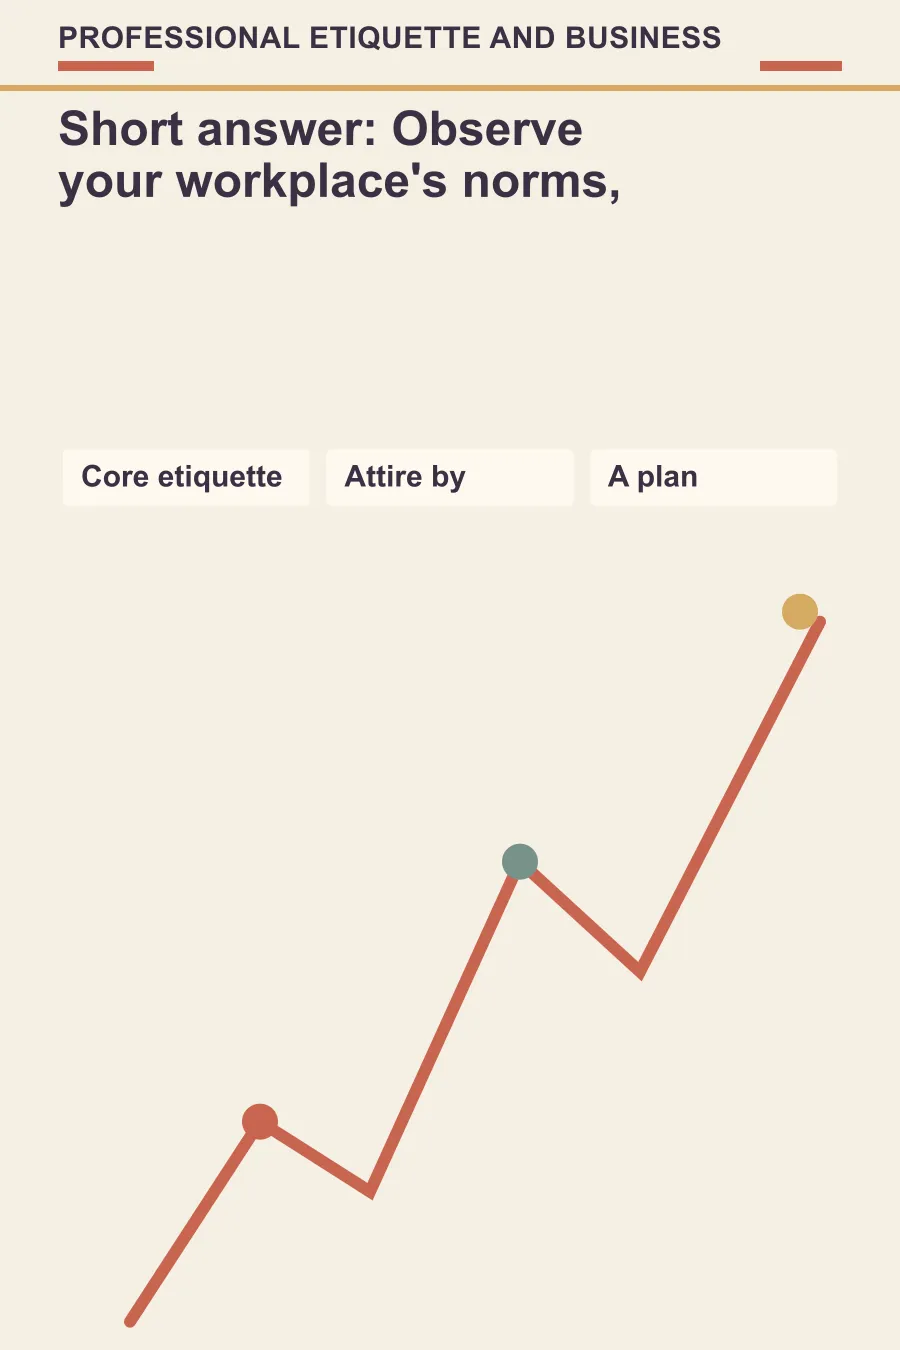 PROFESSIONAL ETIQUETTE AND BUSINESS
Short answer: Observe
your workplace's norms,
Core etiquette
Attire by
A plan